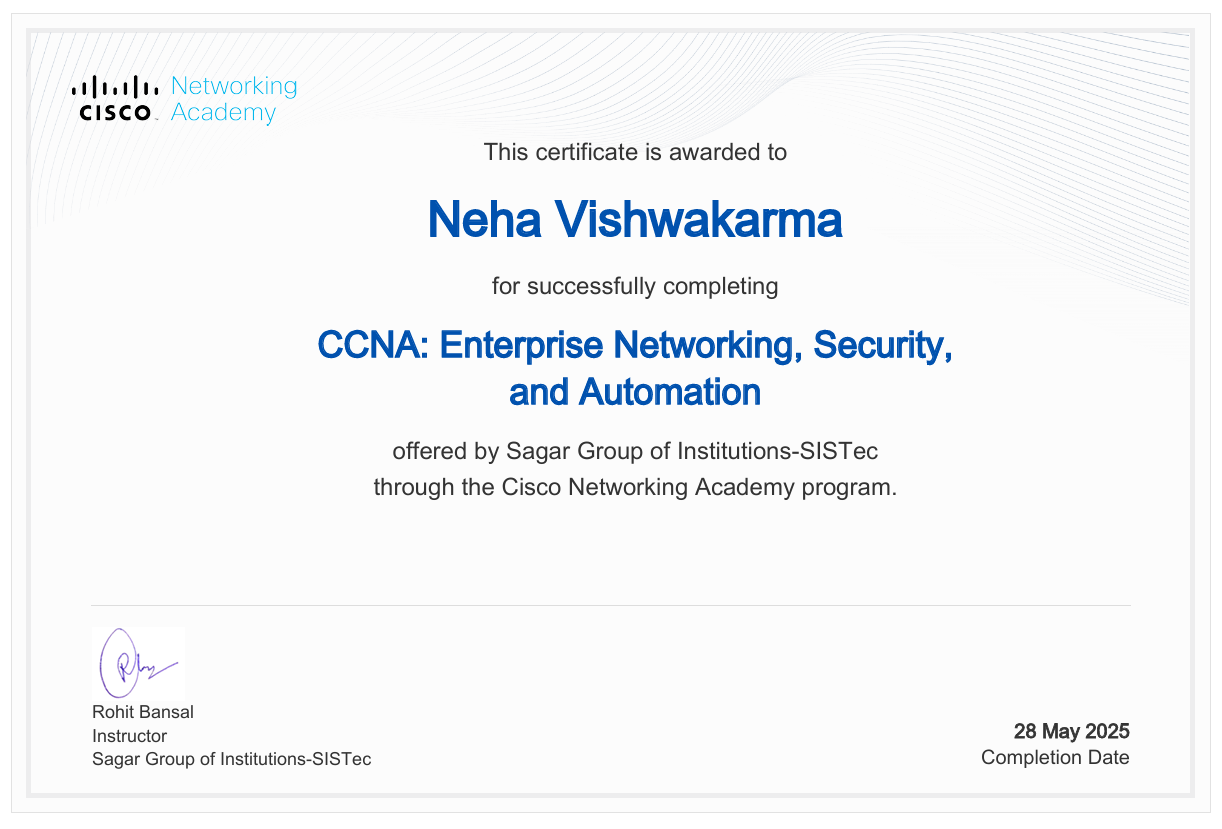 CISCO
Networking
Academy
This certificate is awarded to
Neha Vishwakarma
for successfully completing
CCNA: Enterprise Networking, Security,
and Automation
offered by Sagar Group of Institutions-SISTec
through the Cisco Networking Academy program.
Rohit Bansal
Instructor
Sagar Group of Institutions-SISTec
28 May 2025
Completion Date